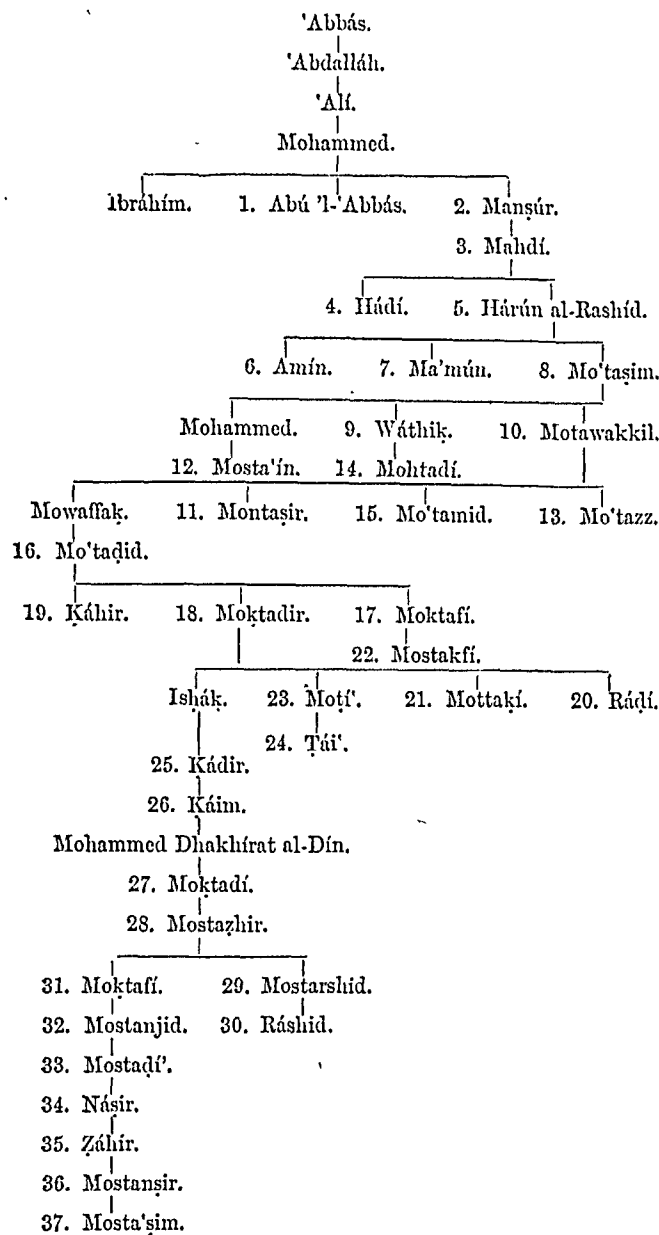 'Abbás.
'Abdalláh.
'Alí.
Mohammed.
Ibráhím. 1. Abú 'l-'Abbás. 2. Manṣúr.
3. Mahdí.
4. Hádí. 5. Hárún al-Rashíd.
6. Amín. 7. Ma'mún. 8. Mo'taṣim.
Mohammed. 9. Wáthiḳ. 10. Motawakkil.
12. Mosta'ín. 14. Mohtadí.
Mowaffaḳ. 11. Montaṣir. 15. Mo'tamid. 13. Mo'tazz.
16. Mo'taḍid.
19. Ḳáhir. 18. Moḳtadir. 17. Moktafí.
22. Mostakfí.
Isḥáḳ. 23. Moṭí'. 21. Mottaḳí. 20. Ráḍí.
24. Ṭái'.
25. Ḳádir.
26. Ḳáim.
Mohammed Dhakhírat al-Dín.
27. Moḳtadí.
28. Mostaẓhir.
31. Moḳtafí. 29. Mostarshid.
32. Mostanjid. 30. Ráshid.
33. Mostaḍí'.
34. Náṣir.
35. Ẓáhír.
36. Mostanṣir.
37. Mosta'ṣim.